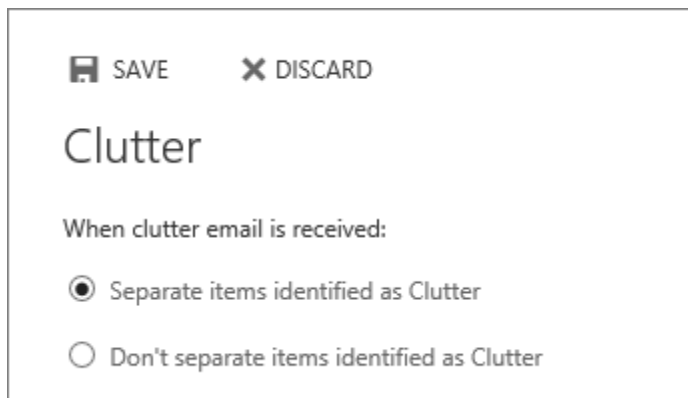 SAVE DISCARD
Clutter
When clutter email is received:
Separate items identified as Clutter
Don't separate items identified as Clutter